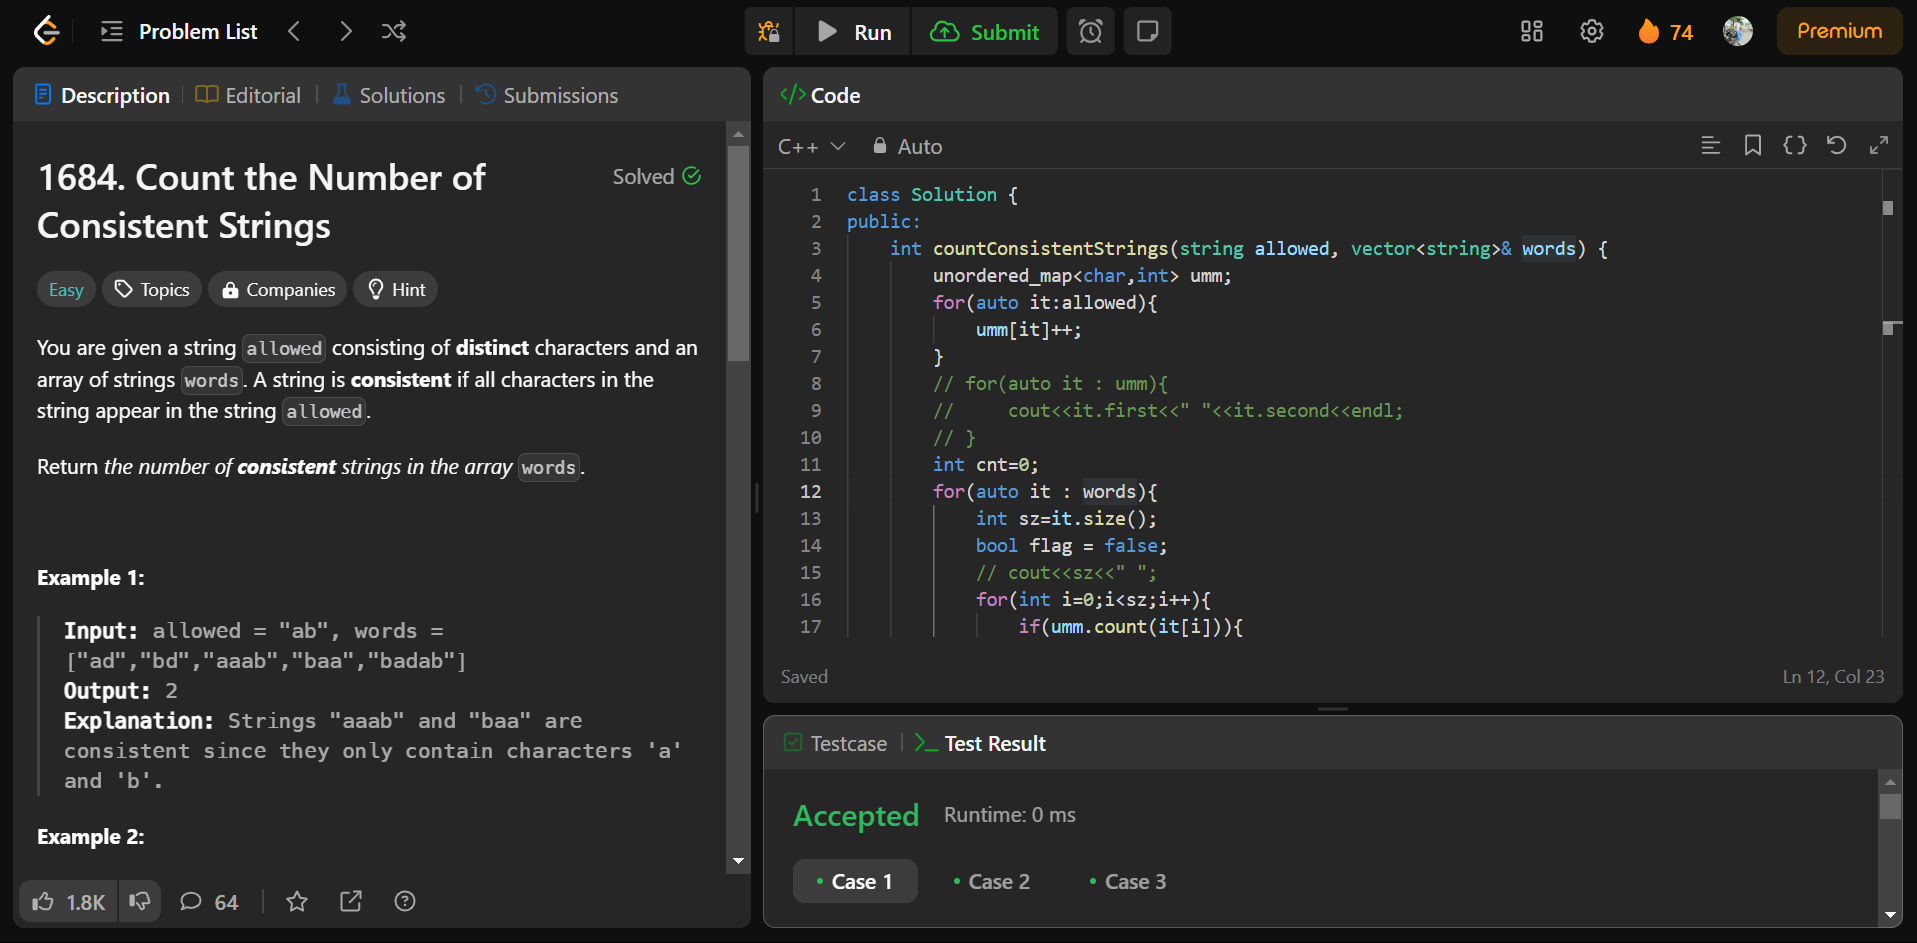 Problem List
Run
Submit
74
Premium
Description
Editorial
Solutions
Submissions
1684. Count the Number of
Consistent Strings
Solved
Easy
Topics
Companies
Hint
You are given a string allowed consisting of distinct characters and an
array of strings words. A string is consistent if all characters in the
string appear in the string allowed.
Return the number of consistent strings in the array words.
Example 1:
Input: allowed = "ab", words =
["ad","bd","aaab","baa","badab"]
Output: 2
Explanation: Strings "aaab" and "baa" are
consistent since they only contain characters 'a'
and 'b'.
Example 2:
1.8K
64
</> Code
C++
Auto
1 class Solution {
2 public:
3     int countConsistentStrings(string allowed, vector<string>& words) {
4         unordered_map<char,int> umm;
5         for(auto it:allowed){
6             umm[it]++;
7         }
8         // for(auto it : umm){
9         //     cout<<it.first<<" "<<it.second<<endl;
10         // }
11         int cnt=0;
12         for(auto it : words){
13             int sz=it.size();
14             bool flag = false;
15             // cout<<sz<<" ";
16             for(int i=0;i<sz;i++){
17                 if(umm.count(it[i])){
Saved
Ln 12, Col 23
Testcase
Test Result
Accepted
Runtime: 0 ms
Case 1
Case 2
Case 3